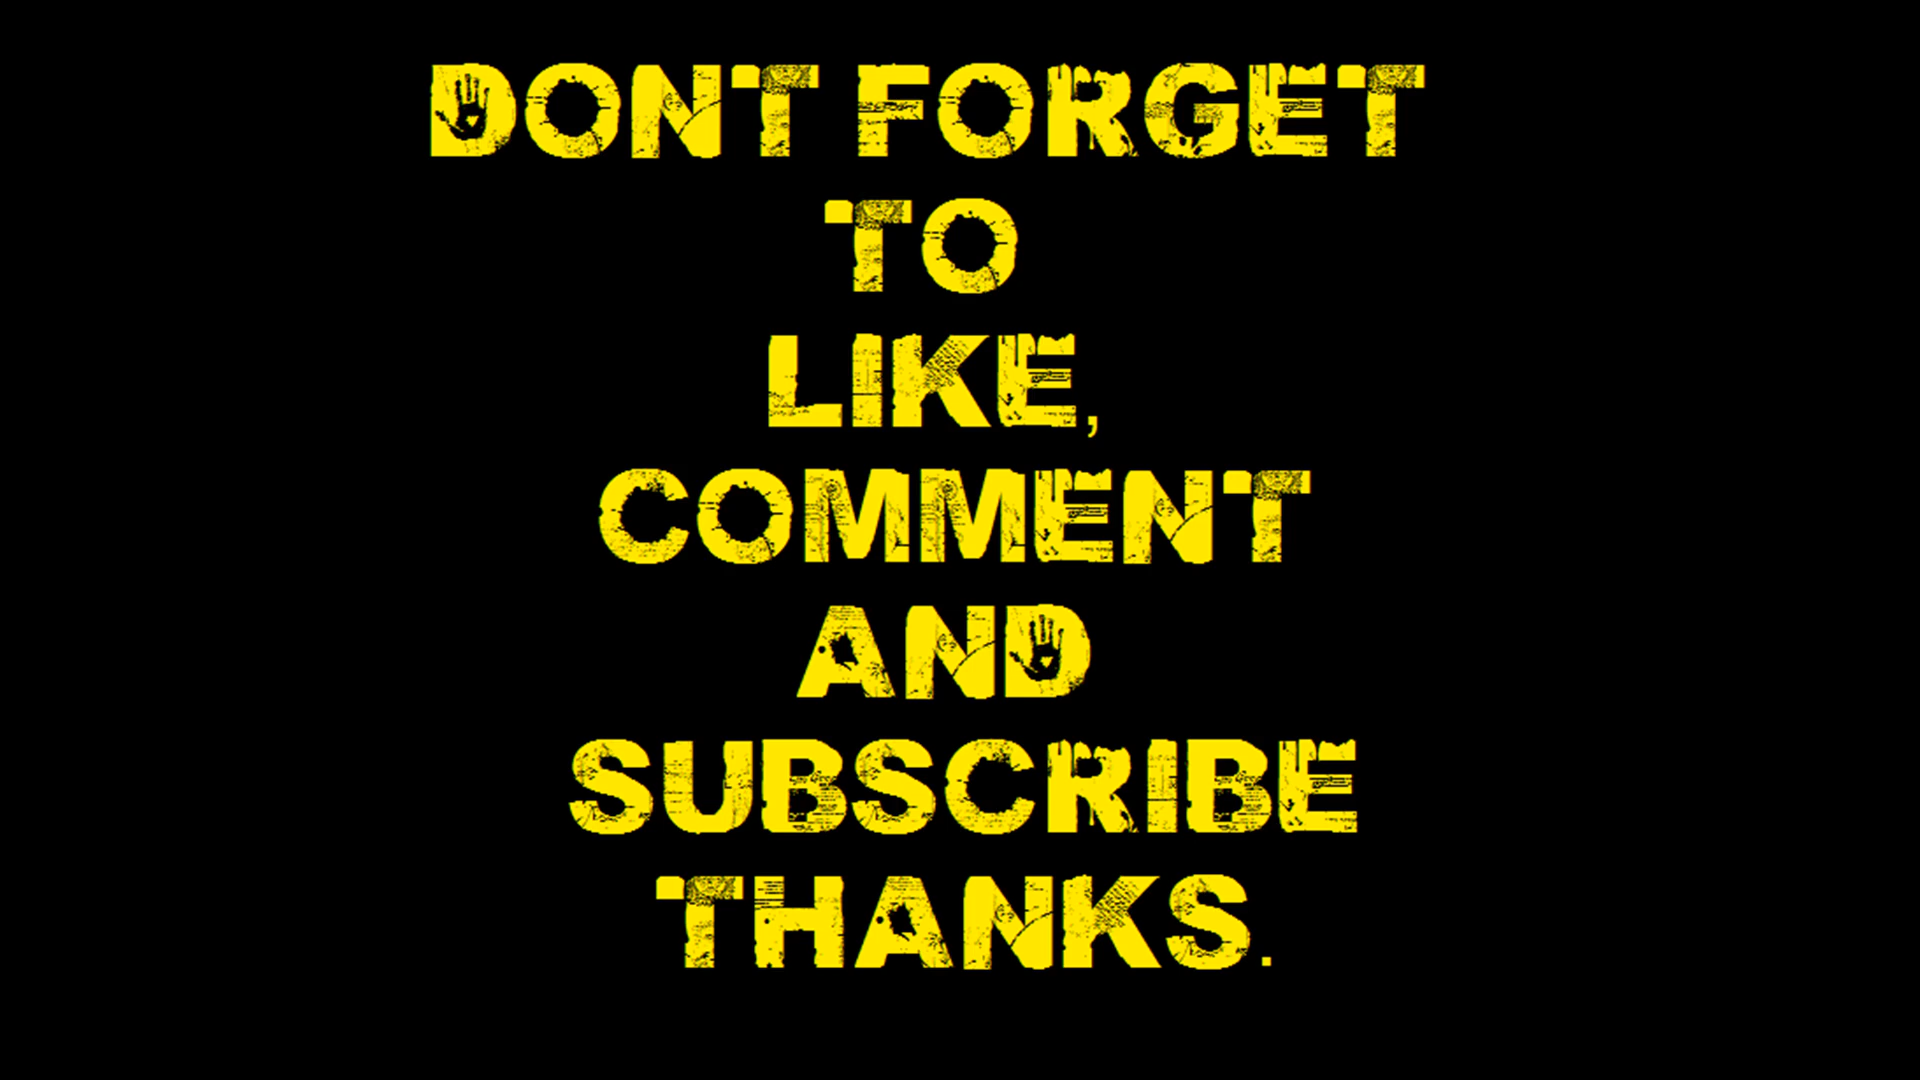 DONT FORGET
TO
LIKE,
COMMENT
AND
SUBSCRIBE
THANKS.